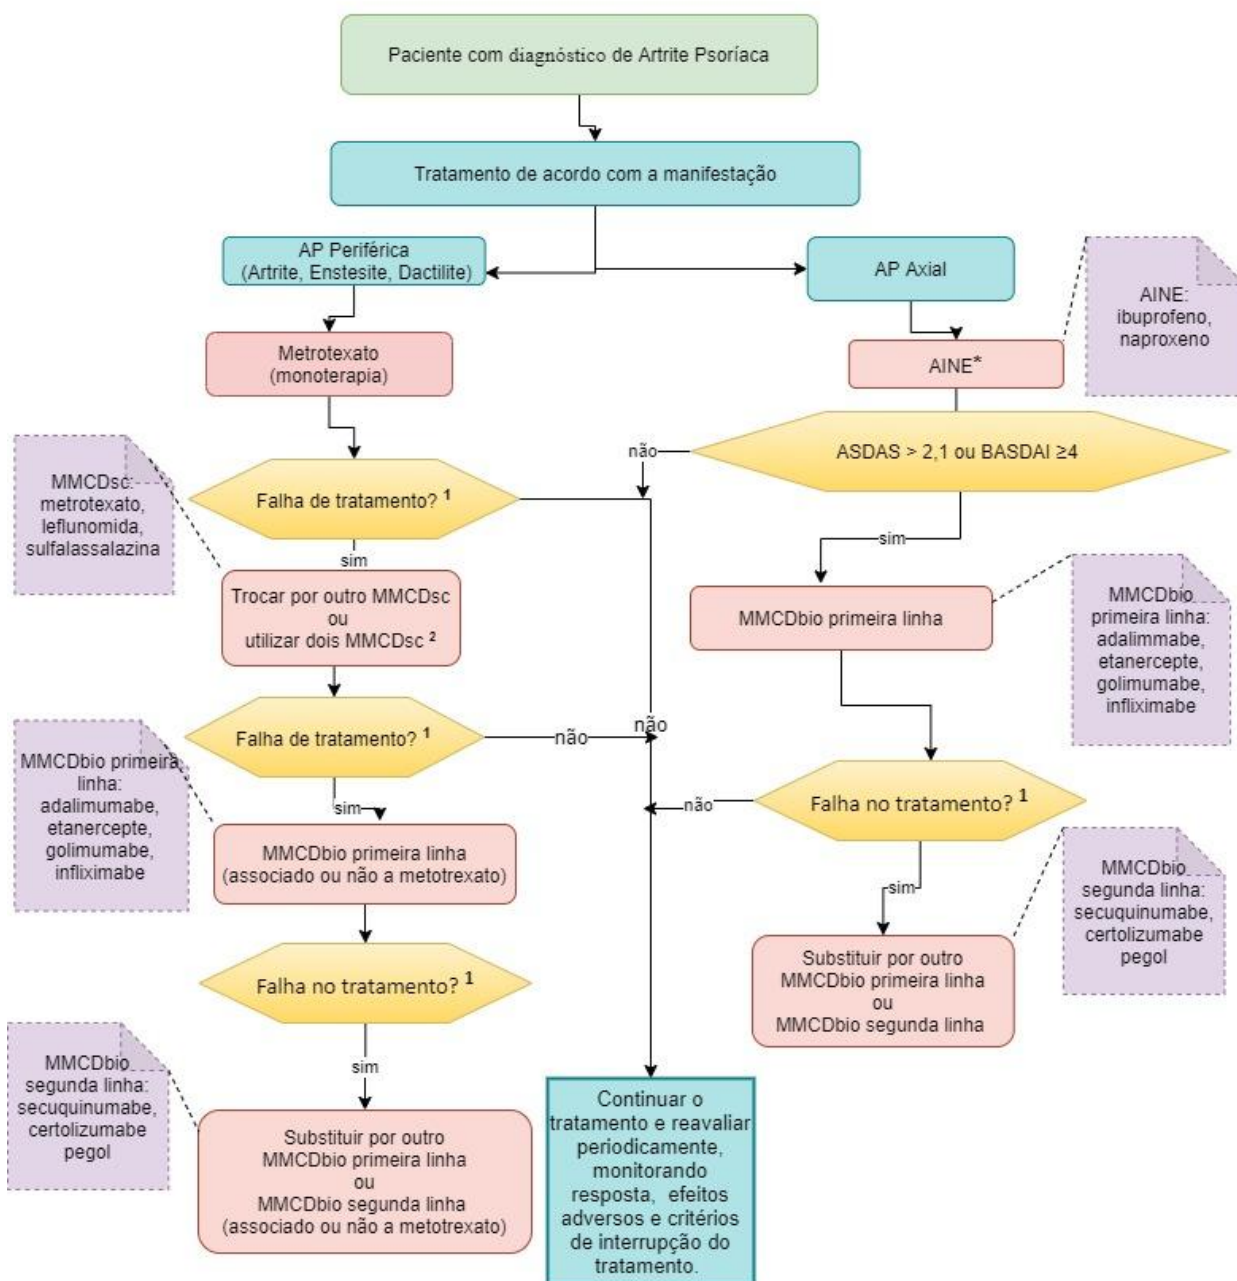 Paciente com diagnóstico de Artrite Psoríaca
Tratamento de acordo com a manifestação
AP Periférica
(Artrite, Enstesite, Dactilite)
AP Axial
AINE:
ibuprofeno,
naproxeno
Metrotexato
(monoterapia)
AINE*
ASDAS > 2,1 ou BASDAI ≥4
não
MMCDsc:
metrotexato,
leflunomida,
sulfalassalazina
Falha de tratamento? 1
sim
sim
Trocar por outro MMCDsc
ou
utilizar dois MMCDsc 2
MMCDbio primeira linha
MMCDbio
primeira linha:
adalimmabe,
etanercepte,
golimumabe,
infliximabe
Falha de tratamento? 1
não
não
MMCDbio primeira
linha:
adalimumabe,
etanercepte,
golimumabe,
infliximabe
sim
Falha no tratamento? 1
não
MMCDbio primeira linha
(associado ou não a metotrexato)
sim
MMCDbio
segunda linha:
secuquinumabe,
certolizumabe
pegol
Falha no tratamento? 1
Substituir por outro
MMCDbio primeira linha
ou
MMCDbio segunda linha
sim
MMCDbio
segunda linha:
secuquinumabe,
certolizumabe
pegol
Substituir por outro
MMCDbio primeira linha
ou
MMCDbio segunda linha
(associado ou não a metotrexato)
Continuar o
tratamento e reavaliar
periodicamente,
monitorando
resposta, efeitos
adversos e critérios
de interrupção do
tratamento.